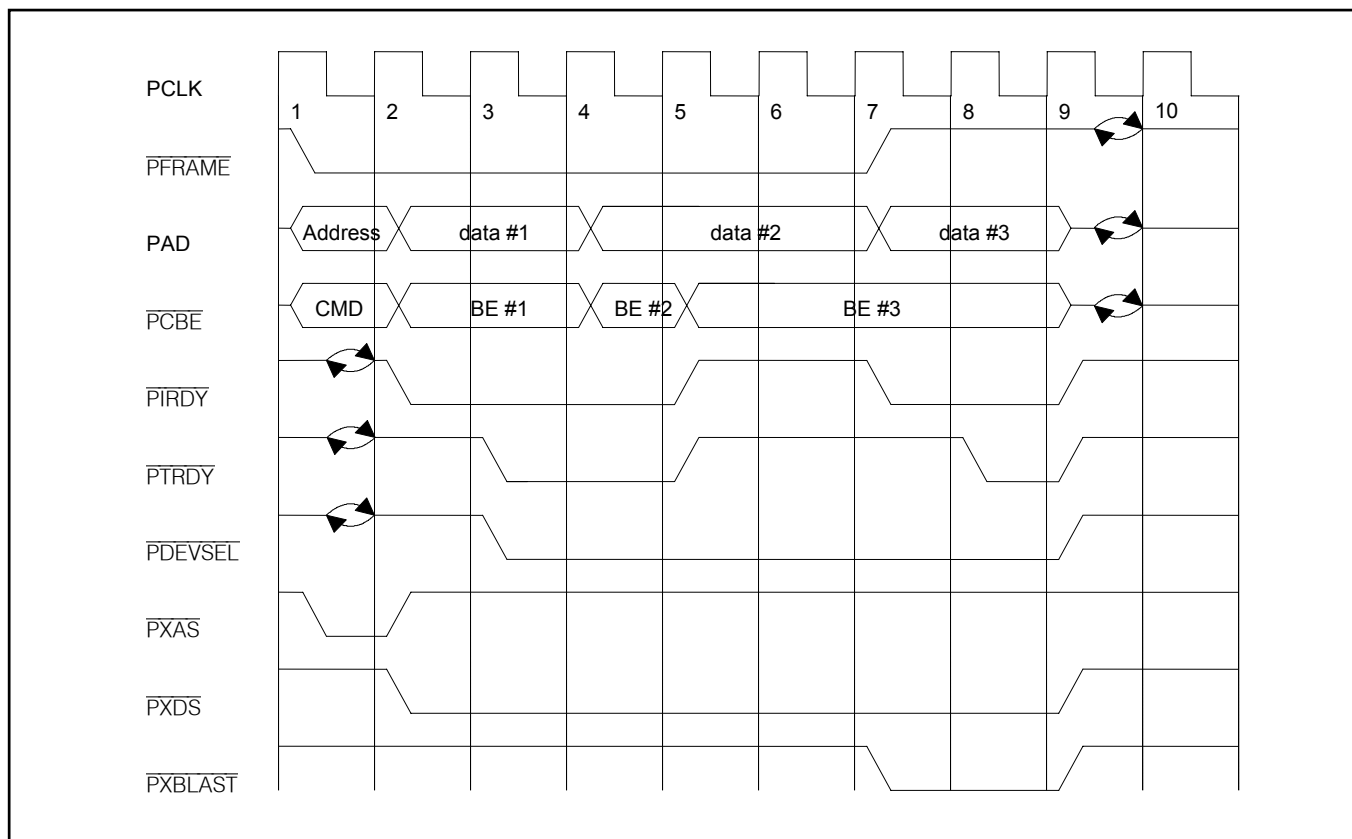 PCLK
1 2 3 4 5 6 7 8 9 10
PFRAME
PAD Address data #1 data #2 data #3
PCBE CMD BE #1 BE #2 BE #3
PIRDY
PTRDY
PDEVSEL
PXAS
PXDS
PXBLAST